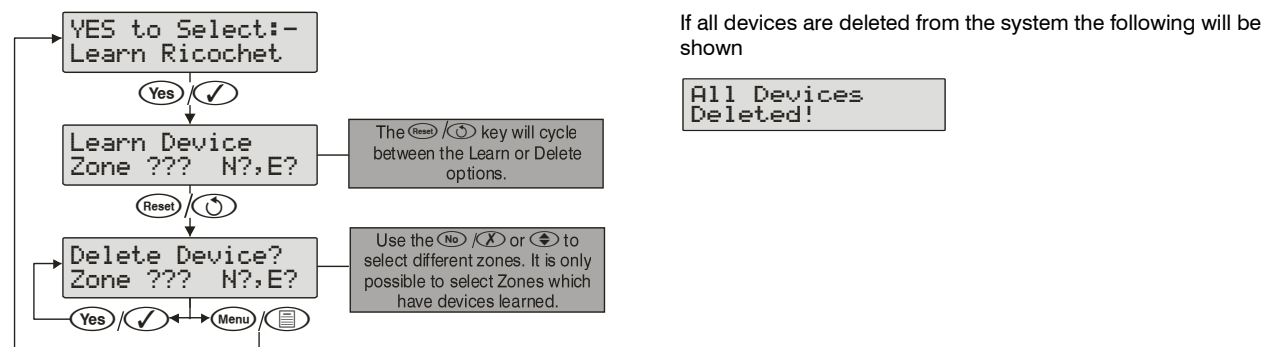 YES to Select:-
Learn Ricochet
Yes / ✓
Learn Device
Zone ??? N?,E?
The Reset / key will cycle
between the Learn or Delete
options.
Reset /
Delete Device?
Zone ??? N?,E?
Use the No / X or to
select different zones. It is only
possible to select Zones which
have devices learned.
Yes / ✓ Menu /
If all devices are deleted from the system the following will be
shown
All Devices
Deleted!